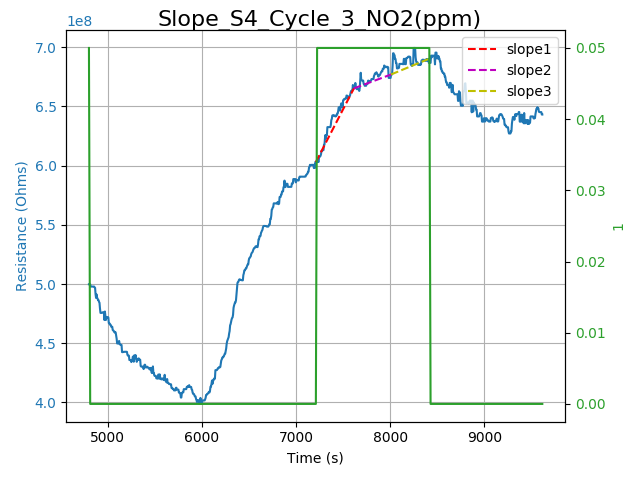 Slope_S4_Cycle_3_NO2(ppm)
1e8
7.0
6.5
6.0
5.5
5.0
4.5
4.0
Resistance (Ohms)
slope1
slope2
slope3
0.05
0.04
0.03
0.02
0.01
0.00
1
5000 6000 7000 8000 9000
Time (s)